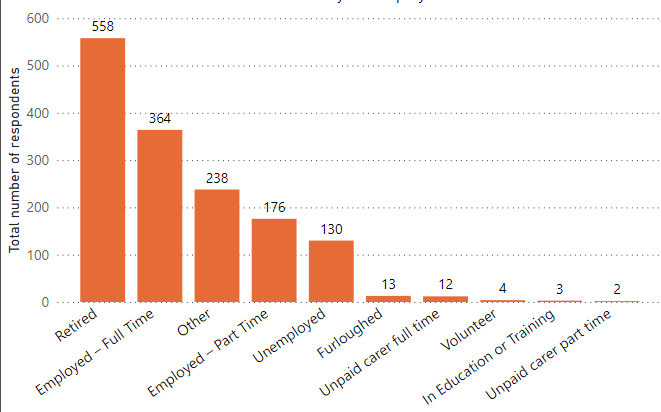 Total number of respondents
600
500
400
300
200
100
0
558
364
238
176
130
13
12
4
3
2
Retired
Employed – Full Time
Other
Employed – Part Time
Unemployed
Furloughed
Unpaid carer full time
Volunteer
In Education or Training
Unpaid carer part time